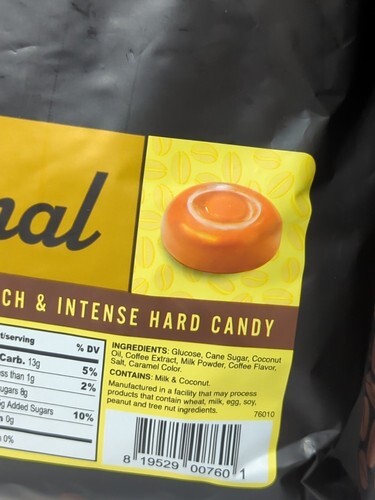 nal
CH & INTENSE HARD CANDY
t/serving % DV
Carb. 13g 5%
ss than 1g 2%
ugars 8g
g Added Sugars 10%
n 0g
0%
INGREDIENTS: Glucose, Cane Sugar, Coconut
Oil, Coffee Extract, Milk Powder, Coffee Flavor,
Salt, Caramel Color.
CONTAINS: Milk & Coconut.
Manufactured in a facility that may process
products that contain wheat, milk, egg, soy,
peanut and tree nut ingredients.
76010
8 19529 00760 1